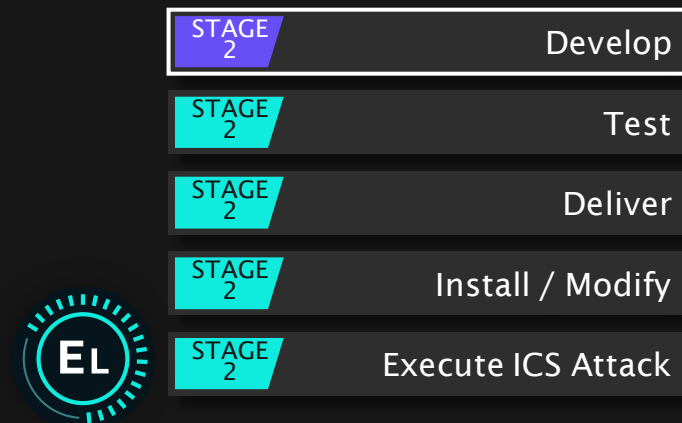 STAGE
2
Develop
STAGE
2
Test
STAGE
2
Deliver
STAGE
2
Install / Modify
STAGE
2
Execute ICS Attack
EL